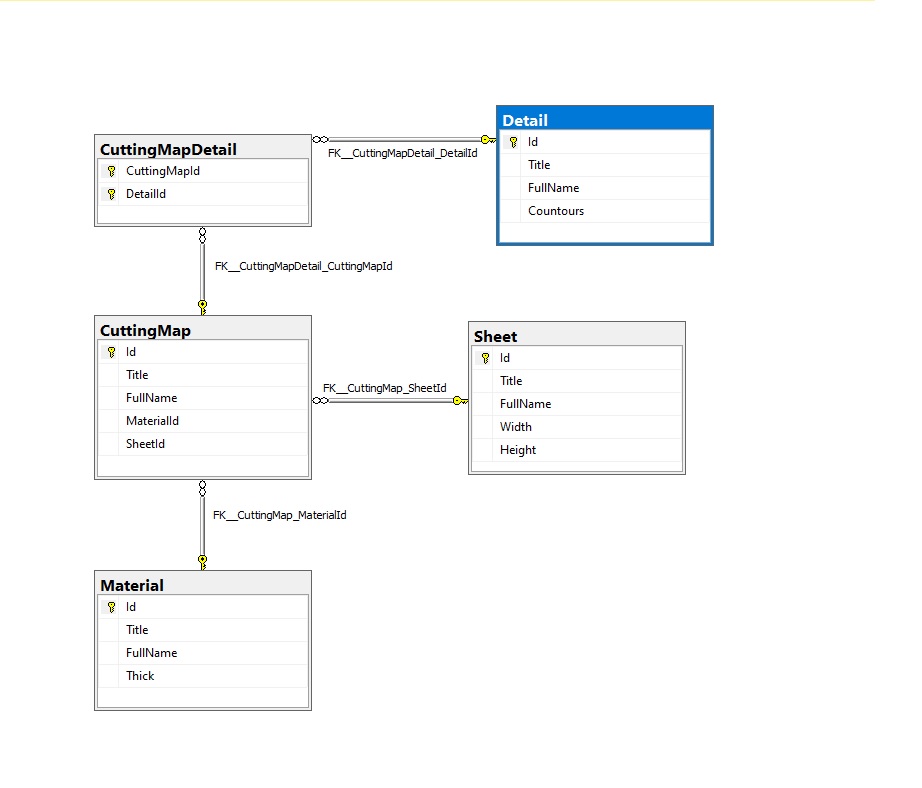 CuttingMapDetail
CuttingMapId
DetailId
FK__CuttingMapDetail_DetailId
Detail
Id
Title
FullName
Countours
FK__CuttingMapDetail_CuttingMapId
CuttingMap
Id
Title
FullName
MaterialId
SheetId
FK__CuttingMap_SheetId
Sheet
Id
Title
FullName
Width
Height
FK__CuttingMap_MaterialId
Material
Id
Title
FullName
Thick